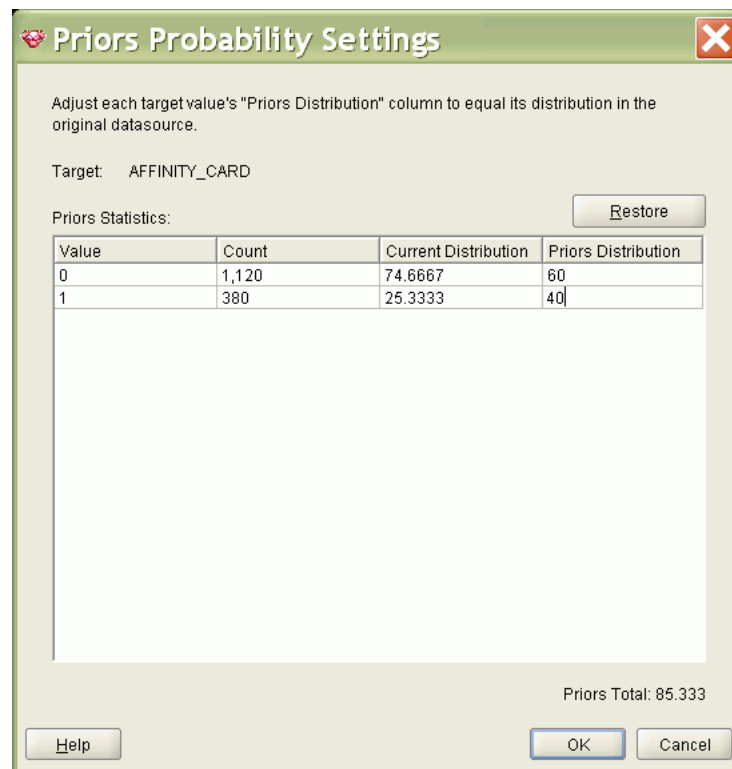 Priors Probability Settings
Adjust each target value's "Priors Distribution" column to equal its distribution in the
original datasource.
Target: AFFINITY_CARD
Restore
Priors Statistics:
Value Count Current Distribution Priors Distribution
0 1,120 74.6667 60
1 380 25.3333 40
Priors Total: 85.333
Help OK Cancel